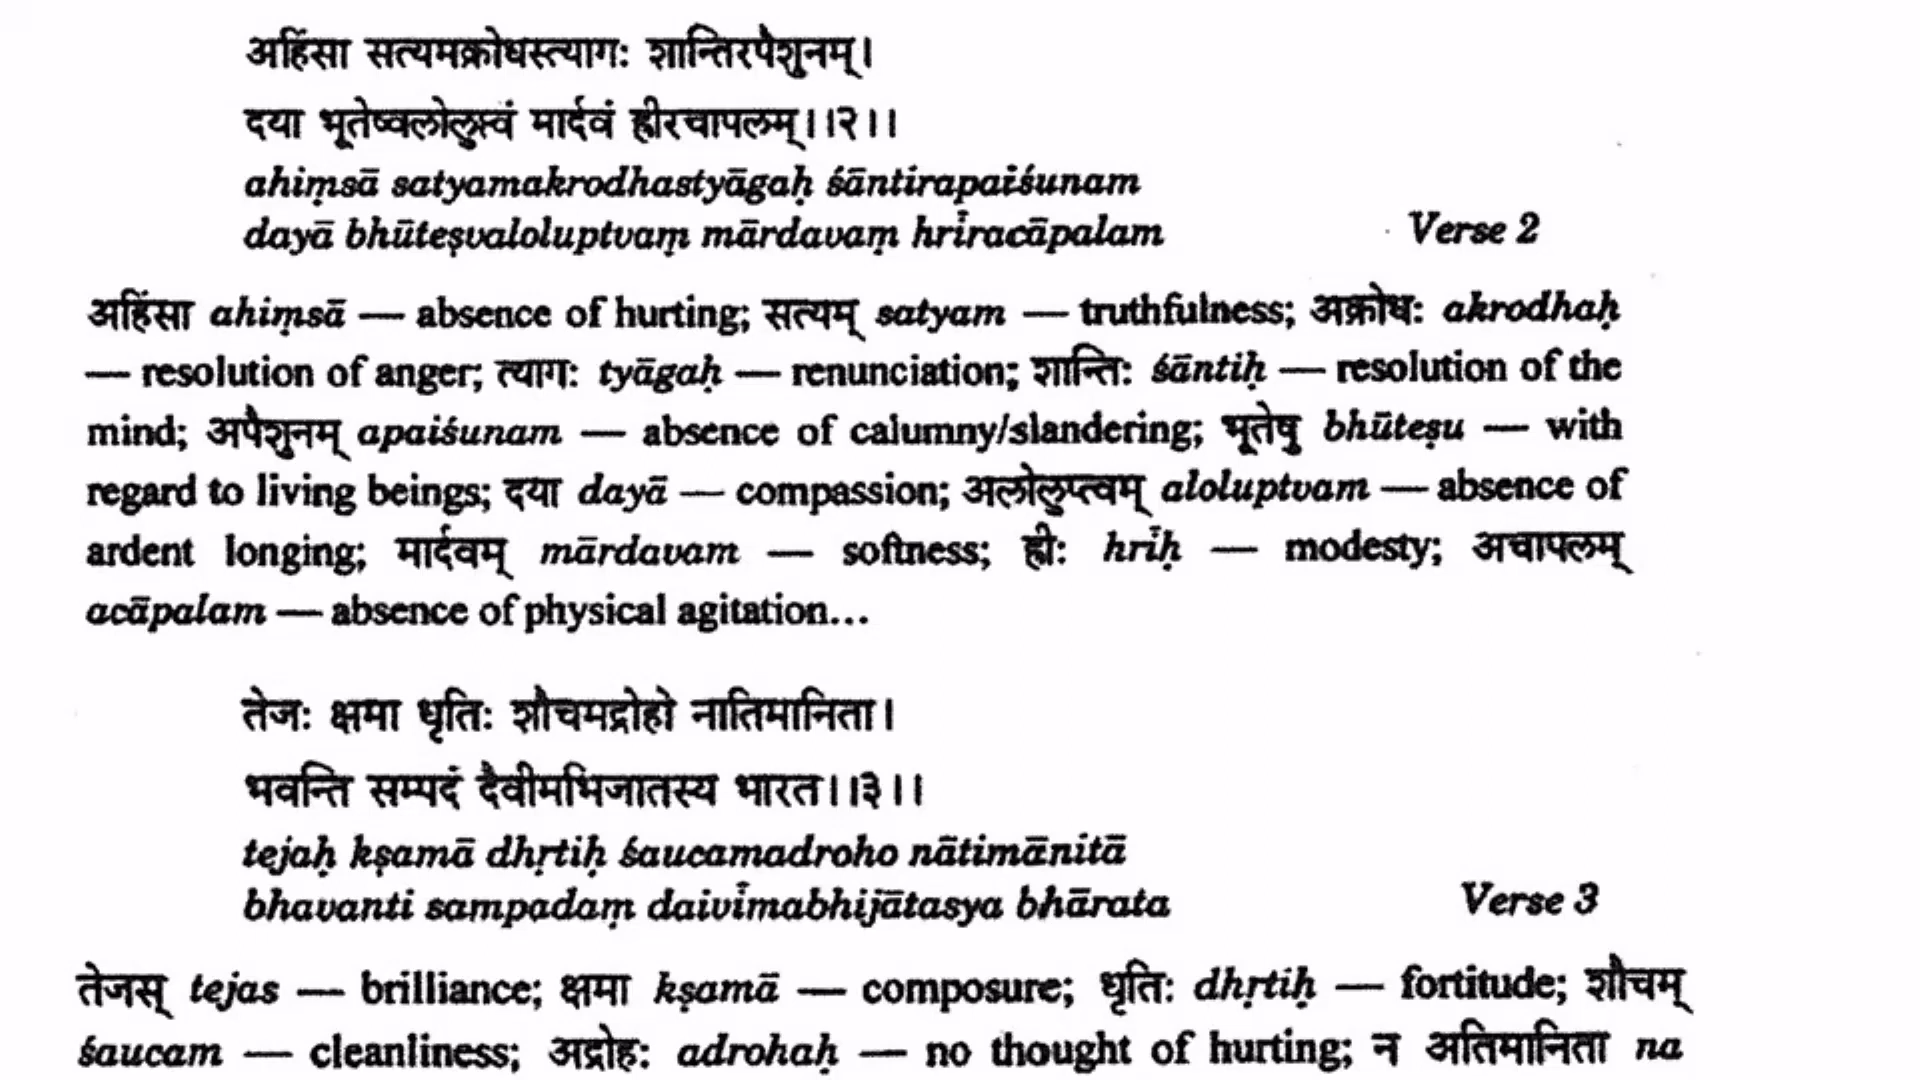 अहिंसा सत्यमक्रोधस्त्यागः शान्तिरपैशुनम्।
दया भूतेष्वलोलुप्त्वं मार्दवं ह्रीरचापलम्।।२।।
ahiṃsā satyamakrodhastyāgaḥ śāntirapaiśunam
dayā bhūteṣvaloluptvaṃ mārdavaṃ hrīracāpalam Verse 2
अहिंसा ahiṃsā — absence of hurting; सत्यम् satyam — truthfulness; अक्रोधः akrodhaḥ
— resolution of anger; त्यागः tyāgaḥ — renunciation; शान्तिः śāntiḥ — resolution of the
mind; अपैशुनम् apaiśunam — absence of calumny/slandering; भूतेषु bhūteṣu — with
regard to living beings; दया dayā — compassion; अलोलुप्त्वम् aloluptvam — absence of
ardent longing; मार्दवम् mārdavam — softness; ह्रीः hrīḥ — modesty; अचापलम्
acāpalam — absence of physical agitation...
तेजः क्षमा धृतिः शौचमद्रोहो नातिमानिता।
भवन्ति सम्पदं दैवीमभिजातस्य भारत।।३।।
tejaḥ kṣamā dhṛtiḥ śaucamadroho nātimānitā
bhavanti sampadaṃ daivīmabhijātasya bhārata Verse 3
तेजस् tejas — brilliance; क्षमा kṣamā — composure; धृतिः dhṛtiḥ — fortitude; शौचम्
śaucam — cleanliness; अद्रोहः adrohaḥ — no thought of hurting; न अतिमानिता na